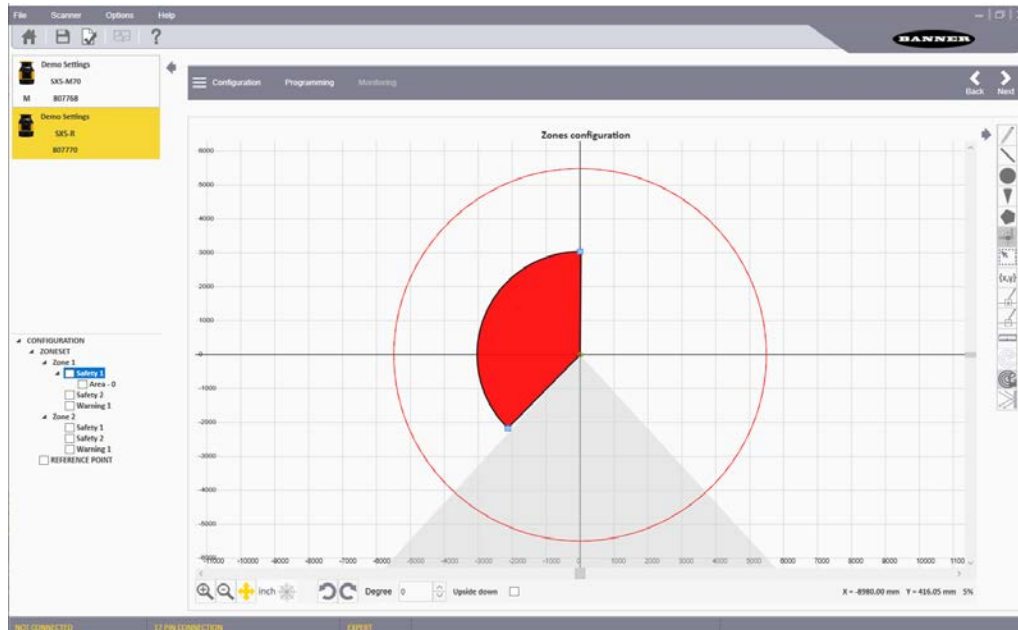 File Scanner Options Help
BANNER
Demo Settings
SX5-M70
M 807768
Demo Settings
SX5-R
807770
Configuration Programming Monitoring
Back Next
Zones configuration
6000
5000
4000
3000
2000
1000
-0
-1000
-2000
-3000
-4000
-5000
-6000
-11000 -10000 -9000 -8000 -7000 -6000 -5000 -4000 -3000 -2000 -1000 0 1000 2000 3000 4000 5000 6000 7000 8000 9000 10000 1100
{x,y}
CONFIGURATION
ZONESET
Zone 1
Safety 1
Area - 0
Safety 2
Warning 1
Zone 2
Safety 1
Safety 2
Warning 1
REFERENCE POINT
inch Degree 0 Upside down X = -8980.00 mm Y = 416.05 mm 5%
NOT CONNECTED 17 PIN CONNECTION EXPERT